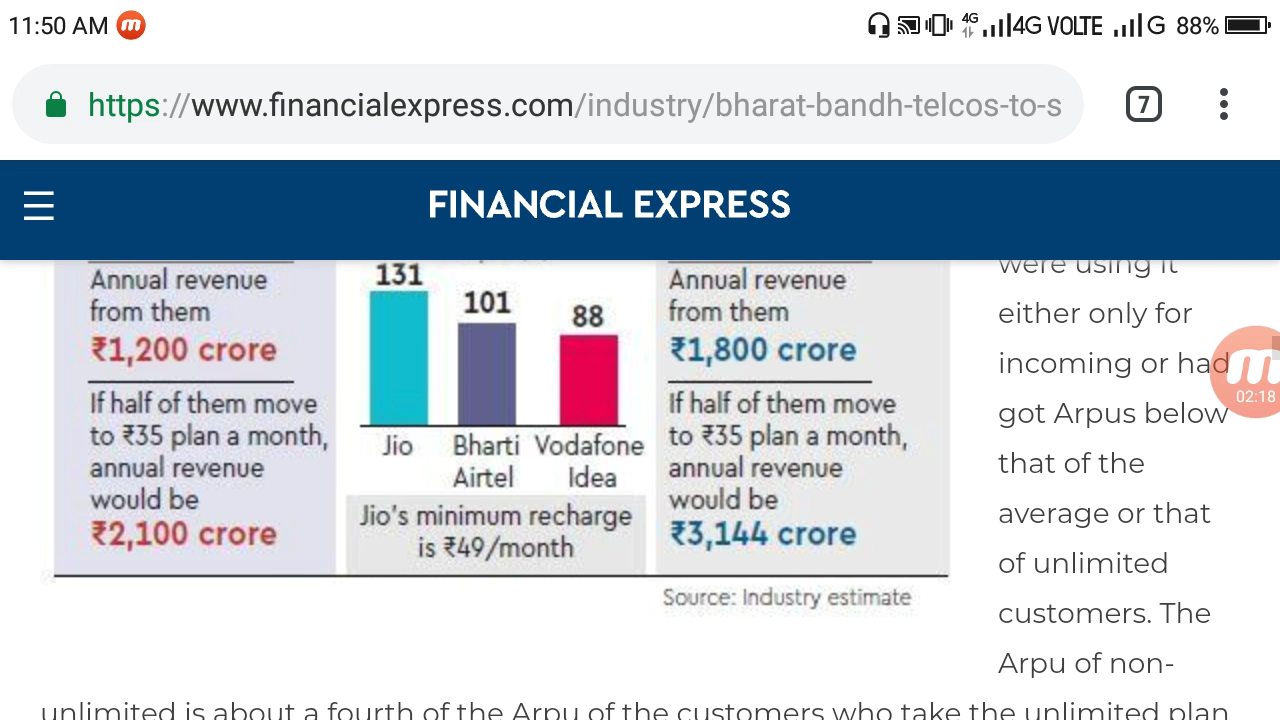 11:50 AM m 4G 4G VOLTE G 88%
https://www.financialexpress.com/industry/bharat-bandh-telcos-to-s
7
FINANCIAL EXPRESS
Annual revenue
from them
₹1,200 crore
If half of them move
to ₹35 plan a month,
annual revenue
would be
₹2,100 crore
131
101
88
Jio
Bharti
Airtel
Vodafone
Idea
Jio's minimum recharge
is ₹49/month
Annual revenue
from them
₹1,800 crore
If half of them move
to ₹35 plan a month,
annual revenue
would be
₹3,144 crore
Source: Industry estimate
were using it
either only for
incoming or had
got Arpus below
that of the
average or that
of unlimited
customers. The
Arpu of non-
unlimited is about a fourth of the Arpu of the customers who take the unlimited plan
m
02:18